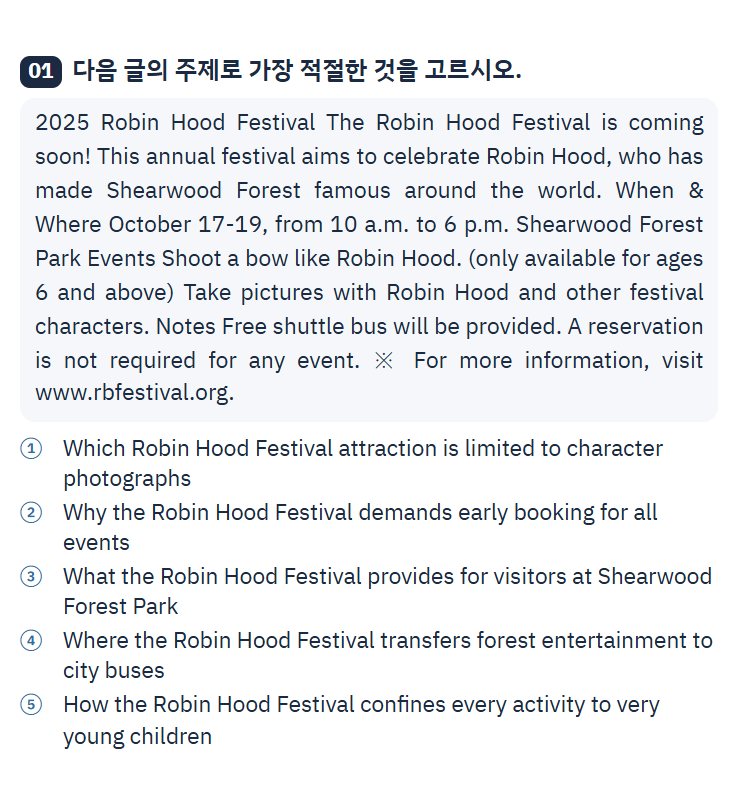 01 다음 글의 주제로 가장 적절한 것을 고르시오.
2025 Robin Hood Festival The Robin Hood Festival is coming
soon! This annual festival aims to celebrate Robin Hood, who has
made Shearwood Forest famous around the world. When &
Where October 17-19, from 10 a.m. to 6 p.m. Shearwood Forest
Park Events Shoot a bow like Robin Hood. (only available for ages
6 and above) Take pictures with Robin Hood and other festival
characters. Notes Free shuttle bus will be provided. A reservation
is not required for any event. ※ For more information, visit
www.rbfestival.org.
① Which Robin Hood Festival attraction is limited to character
photographs
② Why the Robin Hood Festival demands early booking for all
events
③ What the Robin Hood Festival provides for visitors at Shearwood
Forest Park
④ Where the Robin Hood Festival transfers forest entertainment to
city buses
⑤ How the Robin Hood Festival confines every activity to very
young children